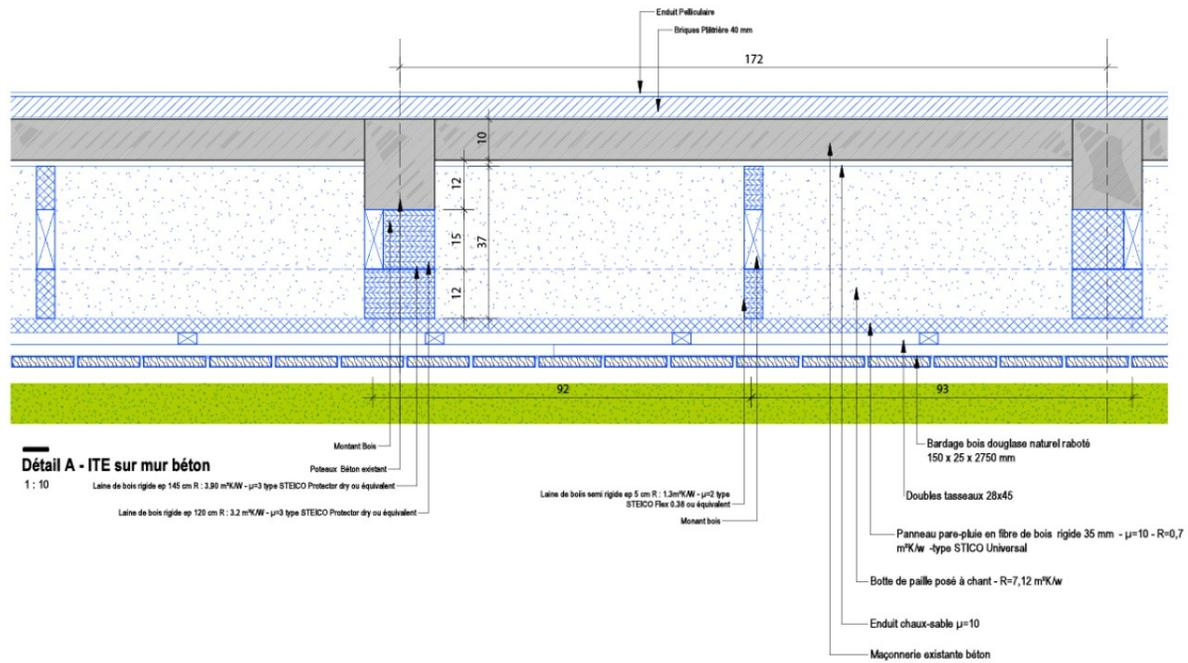 Enduit Pelliculaire
Briques Plâtrière 40 mm
172
10
12
15
37
12
92
93
Détail A - ITE sur mur béton
1 : 10
Montant Bois
Poteaux Béton existant
Laine de bois rigide ep 145 cm R : 3.90 m²K/W - µ=3 type STEICO Protector dry ou équivalent
Laine de bois rigide ep 120 cm R : 3.2 m²K/W - µ=3 type STEICO Protector dry ou équivalent
Laine de boiis semi rigide ep 5 cm R : 1.3m²K/W - µ=2 type
STEICO Flex 0.38 ou équivalent
Monant bois
Bardage bois douglase naturel raboté
150 x 25 x 2750 mm
Doubles tasseaux 28x45
Panneau pare-pluie en fibre de bois rigide 35 mm - µ=10 - R=0,7
m²K/w -type STICO Universal
Botte de paille posé à chant - R=7,12 m²K/w
Enduit chaux-sable µ=10
Maçonnerie existante béton